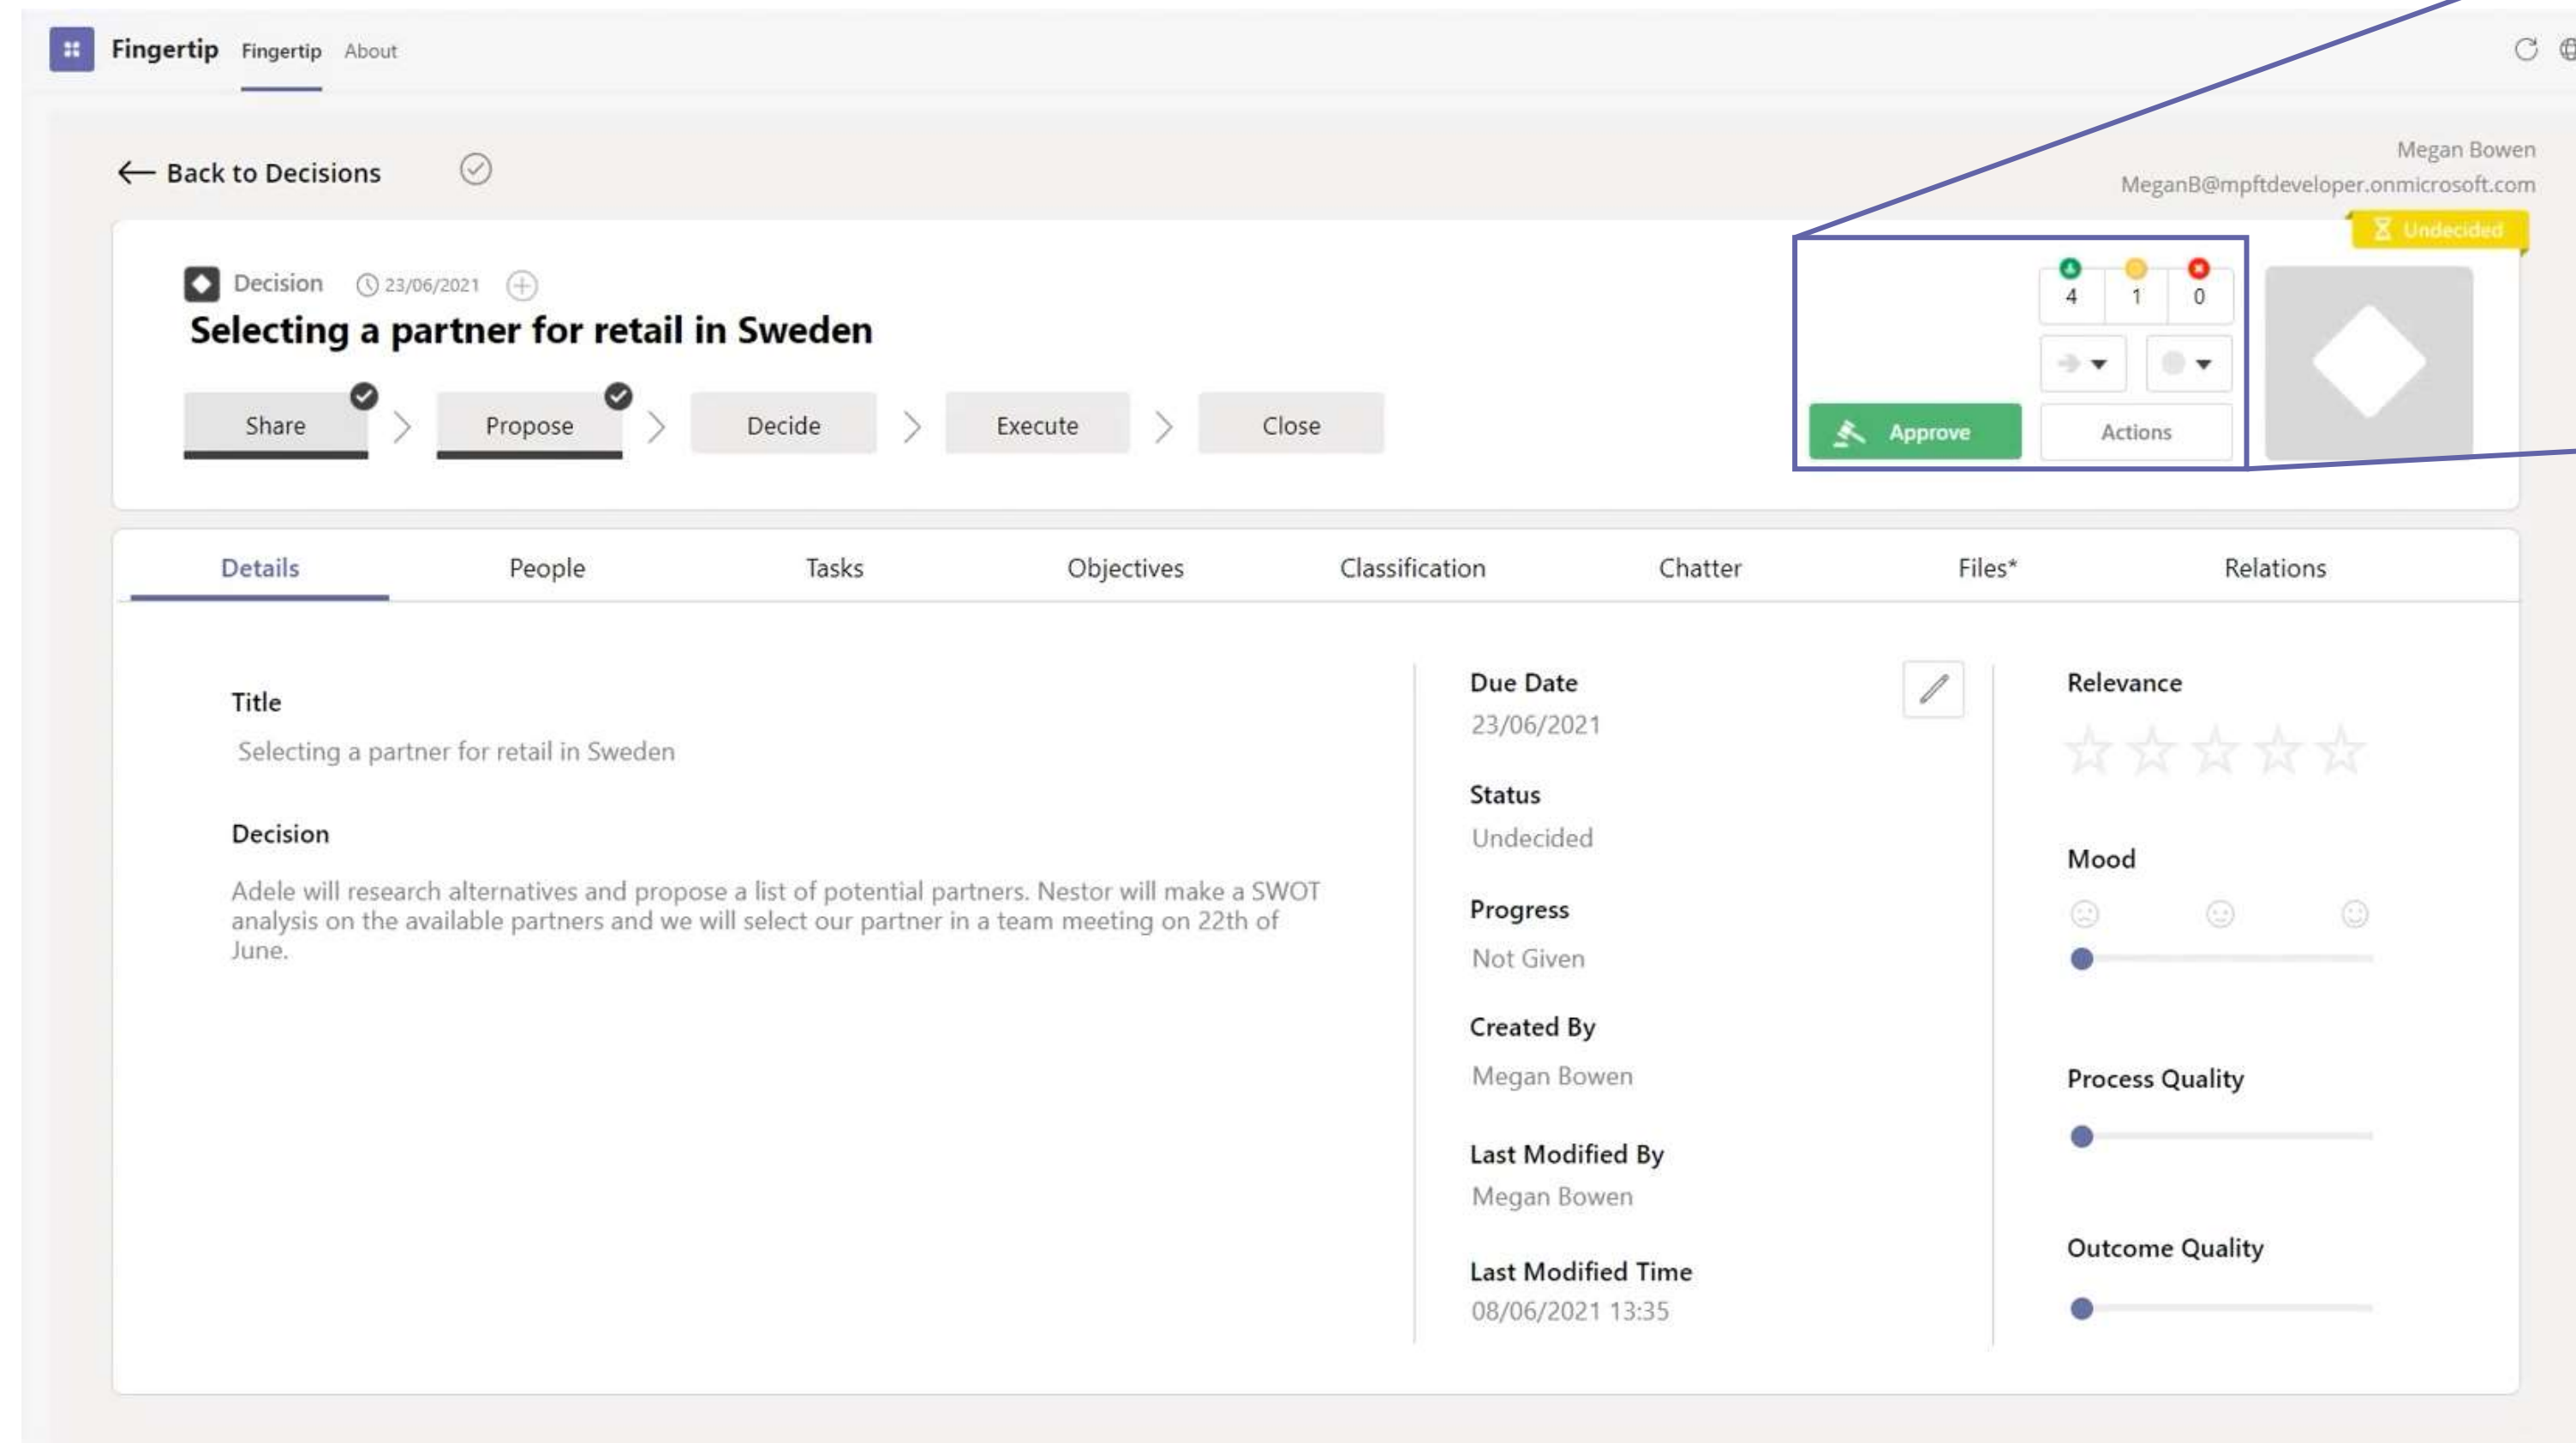 Fingertip Fingertip About
Back to Decisions
Megan Bowen
MeganB@mpftdeveloper.onmicrosoft.com
Undecided
Decision 23/06/2021
Selecting a partner for retail in Sweden
4 1 0
Share Propose Decide Execute Close
Approve Actions
Details People Tasks Objectives Classification Chatter Files* Relations
Title
Selecting a partner for retail in Sweden
Decision
Adele will research alternatives and propose a list of potential partners. Nestor will make a SWOT
analysis on the available partners and we will select our partner in a team meeting on 22th of
June.
Due Date
23/06/2021
Status
Undecided
Progress
Not Given
Created By
Megan Bowen
Last Modified By
Megan Bowen
Last Modified Time
08/06/2021 13:35
Relevance
Mood
Process Quality
Outcome Quality